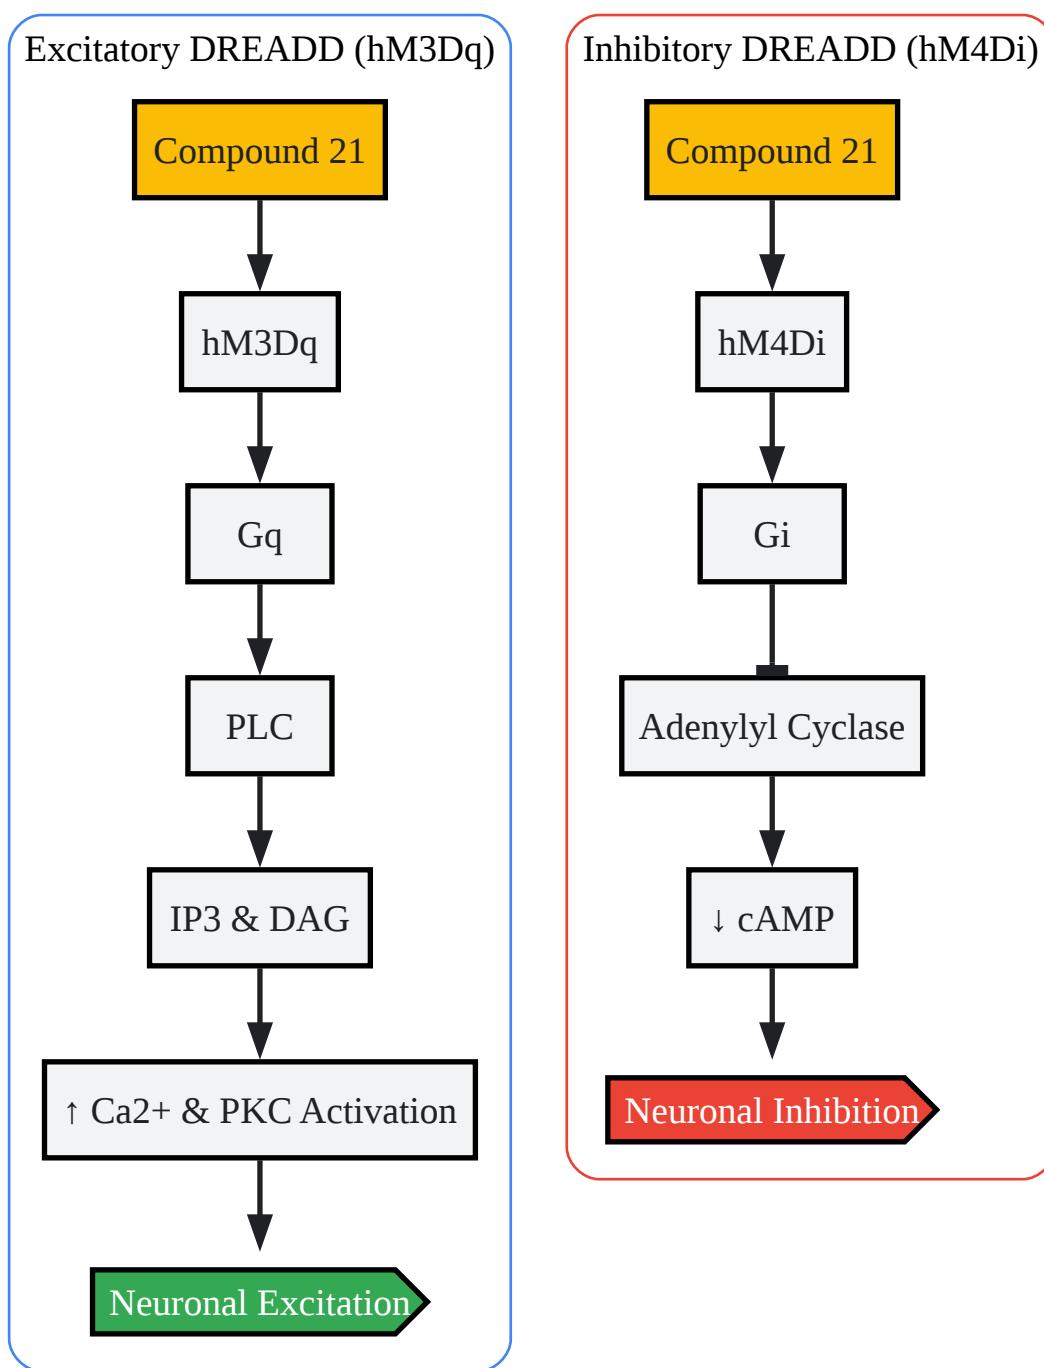 Excitatory DREADD (hM3Dq)
Compound 21
hM3Dq
Gq
PLC
IP3 & DAG
↑ Ca2+ & PKC Activation
Neuronal Excitation
Inhibitory DREADD (hM4Di)
Compound 21
hM4Di
Gi
Adenylyl Cyclase
↓ cAMP
Neuronal Inhibition